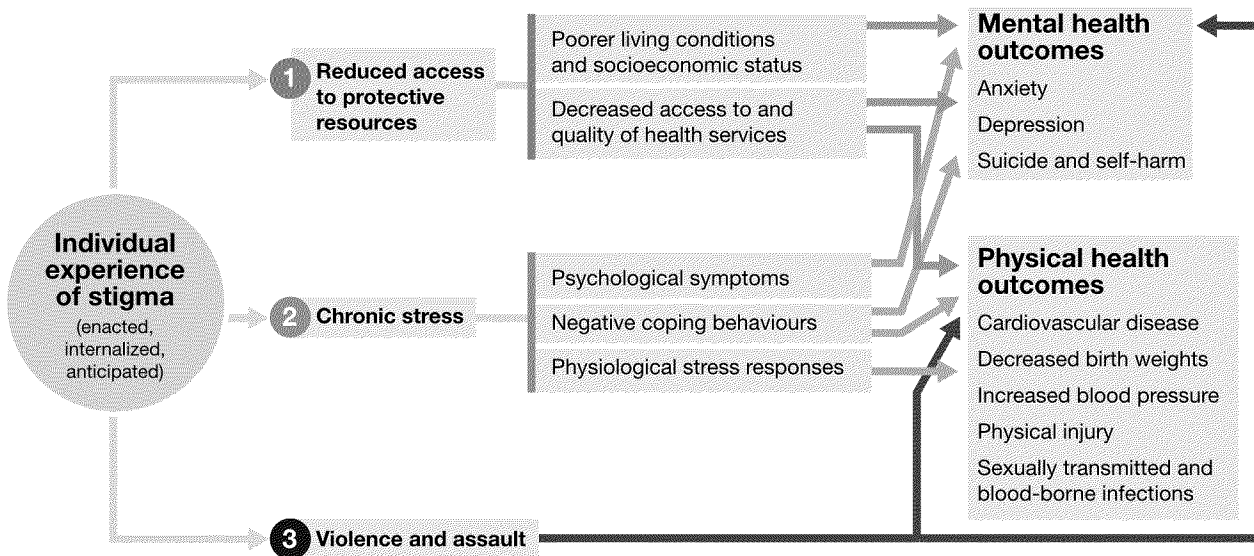 Individual
experience
of stigma
(enacted,
internalized,
anticipated)
1
Reduced access
to protective
resources
Poorer living conditions
and socioeconomic status
Decreased access to and
quality of health services
2
Chronic stress
Psychological symptoms
Negative coping behaviours
Physiological stress responses
3
Violence and assault
Mental health
outcomes
Anxiety
Depression
Suicide and self-harm
Physical health
outcomes
Cardiovascular disease
Decreased birth weights
Increased blood pressure
Physical injury
Sexually transmitted and
blood-borne infections